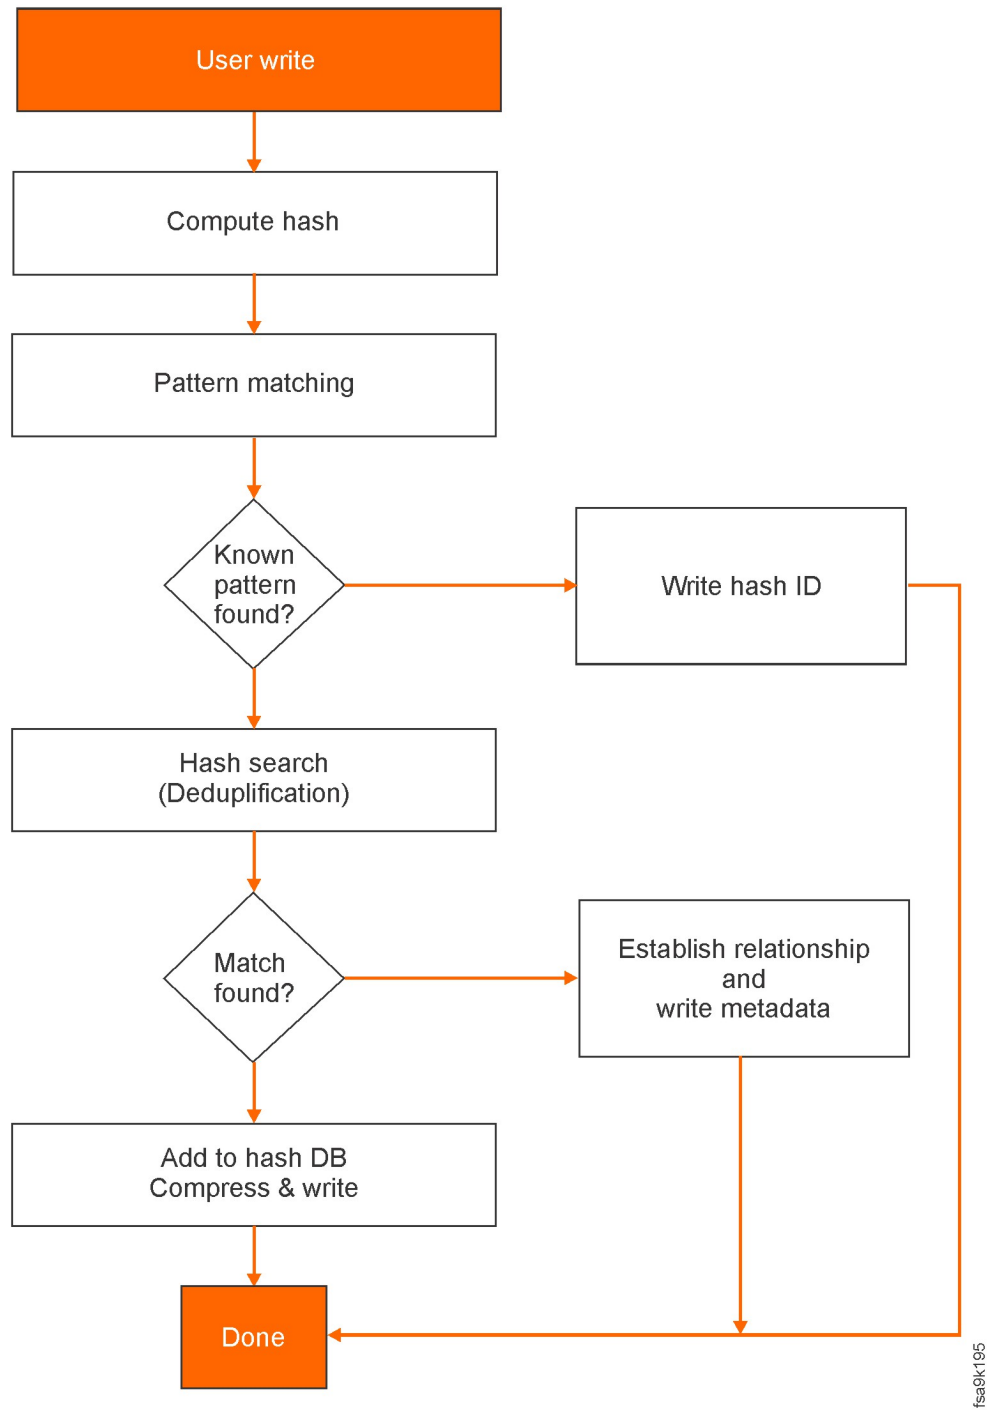 User write
Compute hash
Pattern matching
Known
pattern
found?
Write hash ID
Hash search
(Deduplification)
Match
found?
Establish relationship
and
write metadata
Add to hash DB
Compress & write
Done
fsa9k195